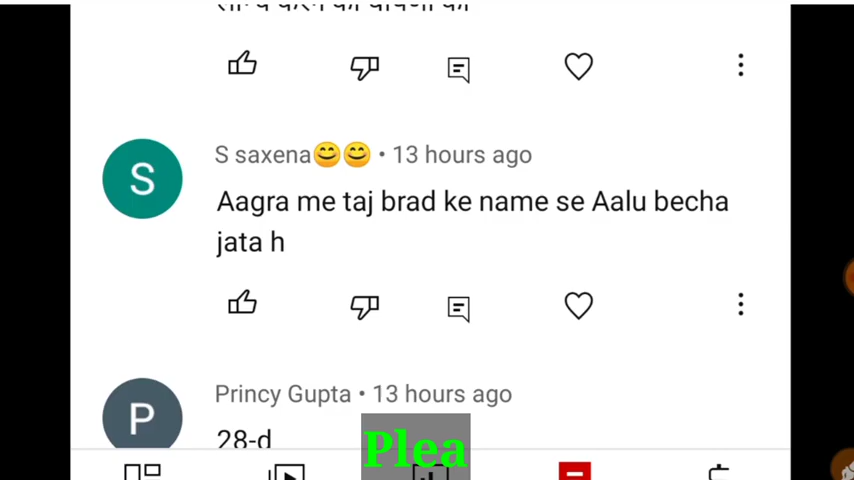 S saxena😊😊 • 13 hours ago
Aagra me taj brad ke name se Aalu becha
jata h
Princy Gupta • 13 hours ago
28-d
Plea
S
P